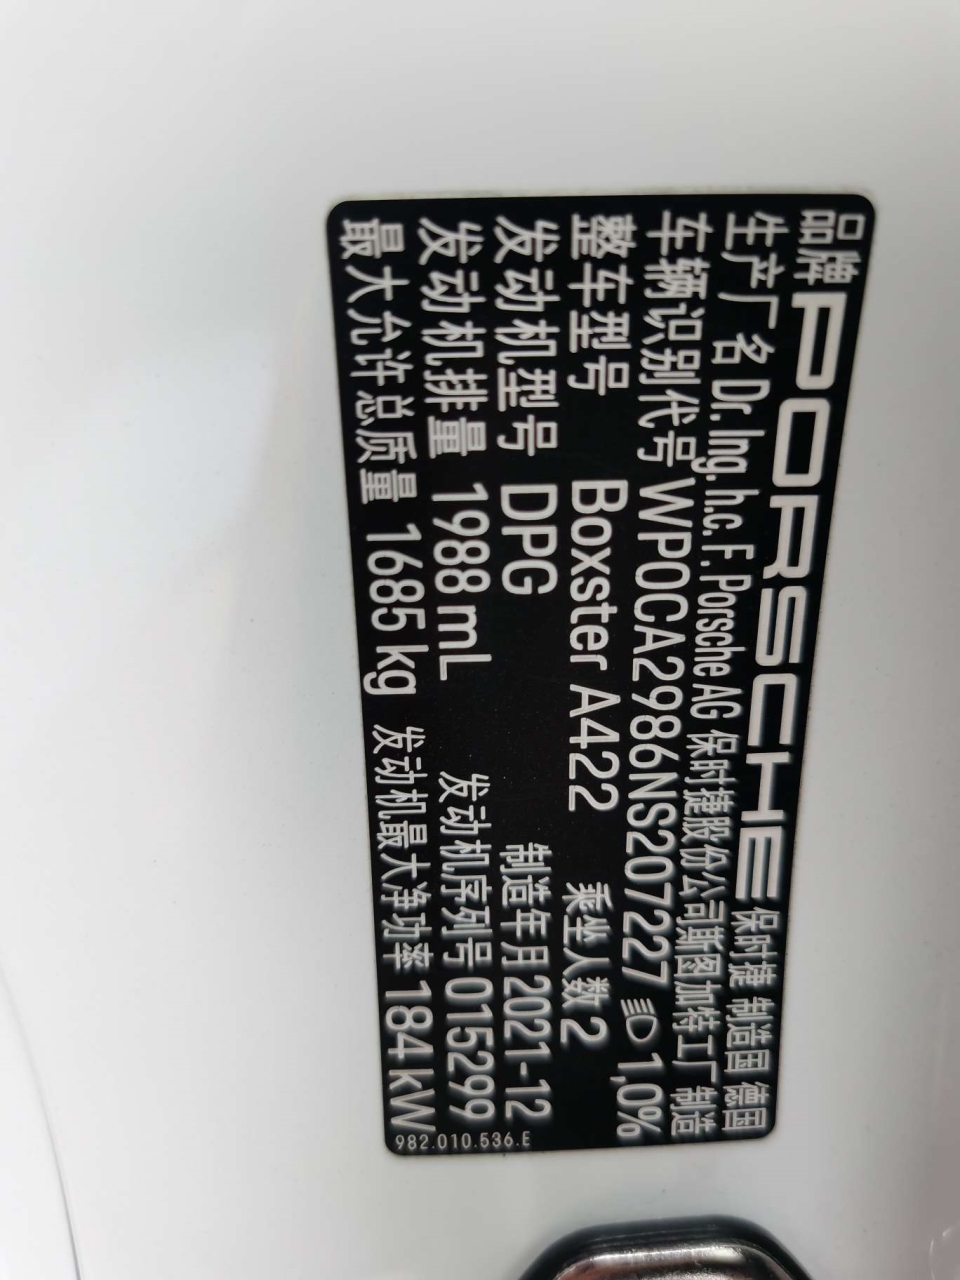 品牌 PORSCHE 保时捷 制造国 德国
生产厂名 Dr. Ing. h.c. F. Porsche AG 保时捷股份公司斯图加特工厂 制造
车辆识别代号 WP0CA2986NS207227 1,0%
整车型号 Boxster A422 乘坐人数 2
发动机型号 DPG 制造年月 2021-12
发动机排量 1988 mL 发动机序列号 015299
最大允许总质量 1685 kg 发动机最大净功率 184 kW
982.010.536.E